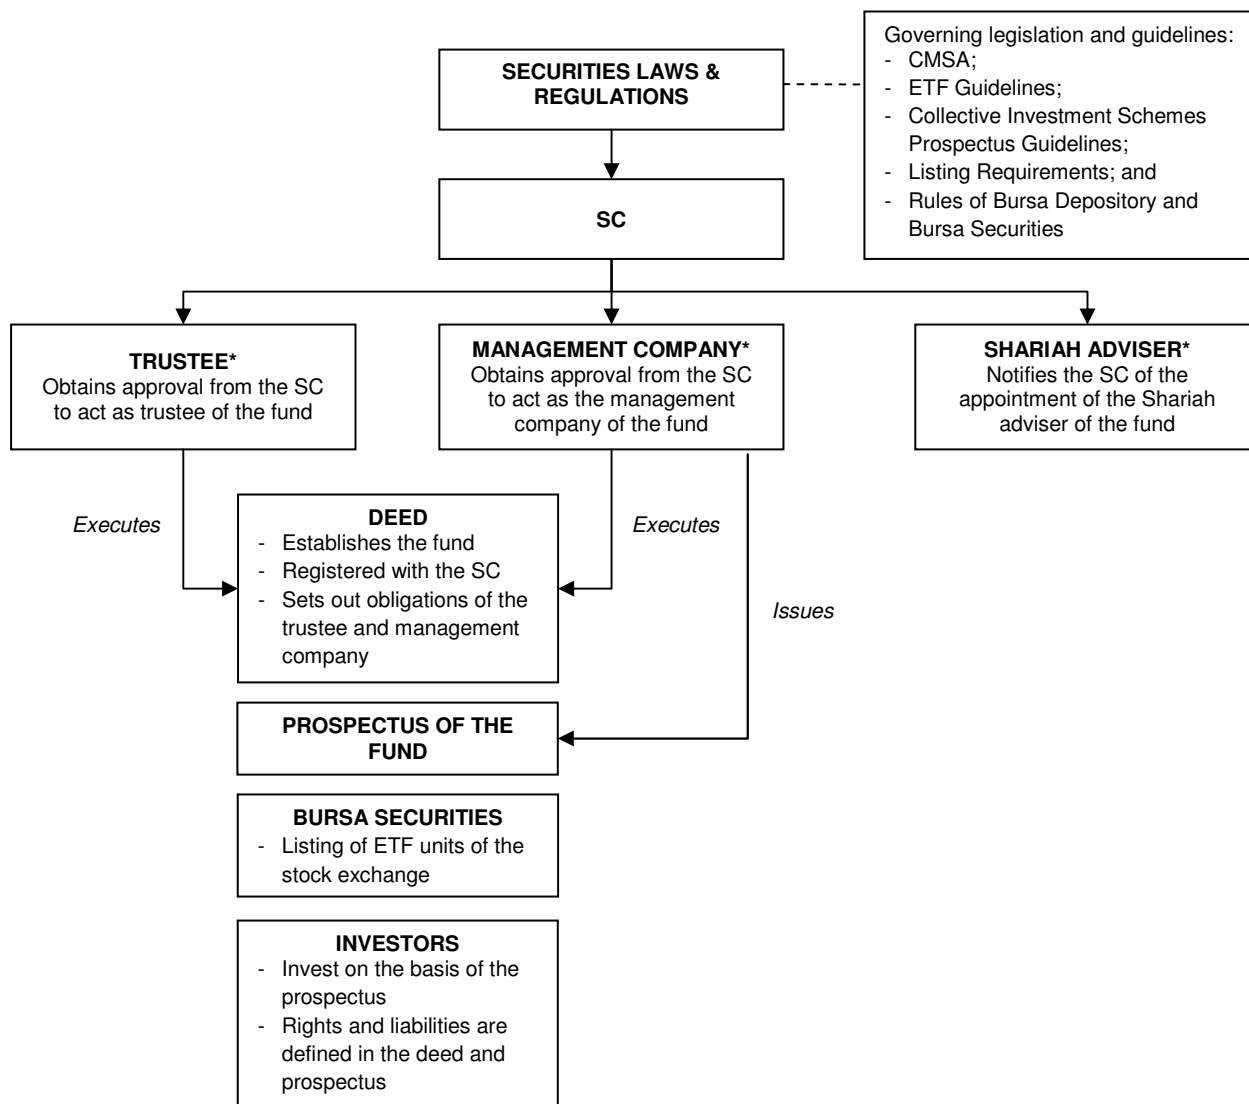 SECURITIES LAWS &
REGULATIONS
Governing legislation and guidelines:
- CMSA;
- ETF Guidelines;
- Collective Investment Schemes
Prospectus Guidelines;
- Listing Requirements; and
- Rules of Bursa Depository and
Bursa Securities
SC
TRUSTEE*
Obtains approval from the SC
to act as trustee of the fund
MANAGEMENT COMPANY*
Obtains approval from the SC
to act as the management
company of the fund
SHARIAH ADVISER*
Notifies the SC of the
appointment of the Shariah
adviser of the fund
Executes
DEED
- Establishes the fund
- Registered with the SC
- Sets out obligations of the
trustee and management
company
Executes
Issues
PROSPECTUS OF THE
FUND
BURSA SECURITIES
- Listing of ETF units of the
stock exchange
INVESTORS
- Invest on the basis of the
prospectus
- Rights and liabilities are
defined in the deed and
prospectus